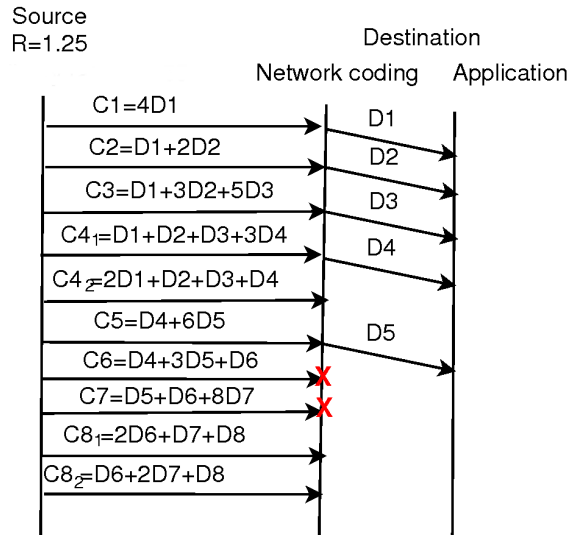 Source
R=1.25
Destination
Network coding Application
C1=4D1
D1
C2=D1+2D2
D2
C3=D1+3D2+5D3
D3
C4₁=D1+D2+D3+3D4
D4
C4₂=2D1+D2+D3+D4
C5=D4+6D5
D5
C6=D4+3D5+D6
X
C7=D5+D6+8D7
X
C8₁=2D6+D7+D8
C8₂=D6+2D7+D8